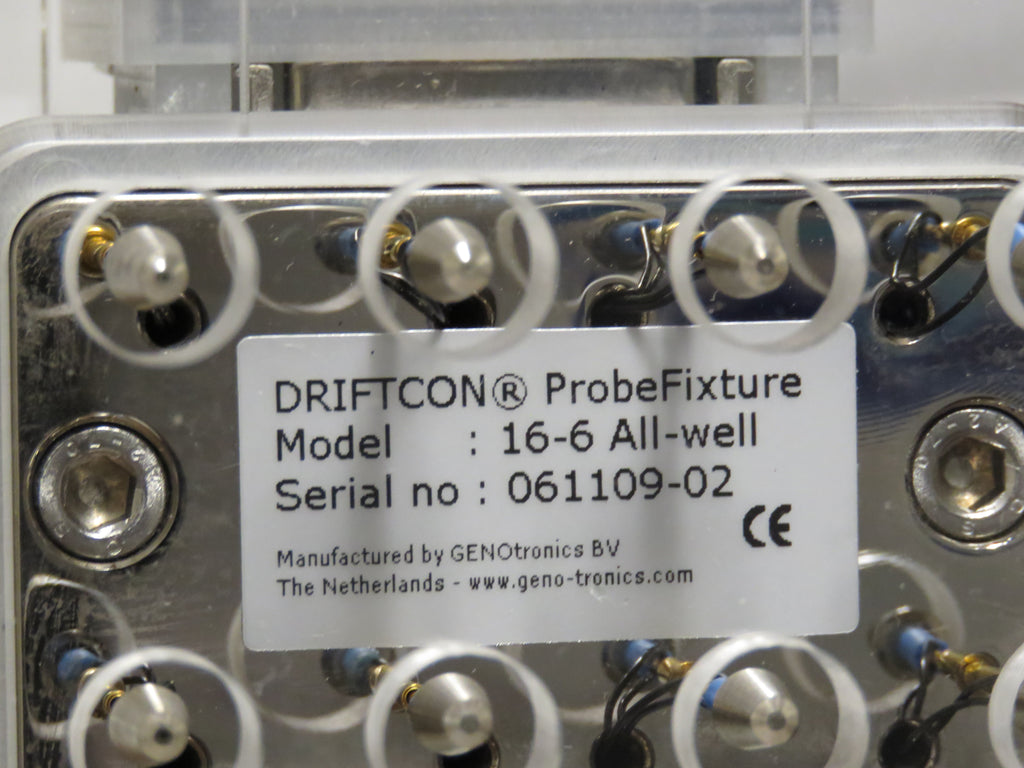 DRIFTCON® ProbeFixture
Model : 16-6 All-well
Serial no : 061109-02
CE
Manufactured by GENOtronics BV
The Netherlands - www.geno-tronics.com